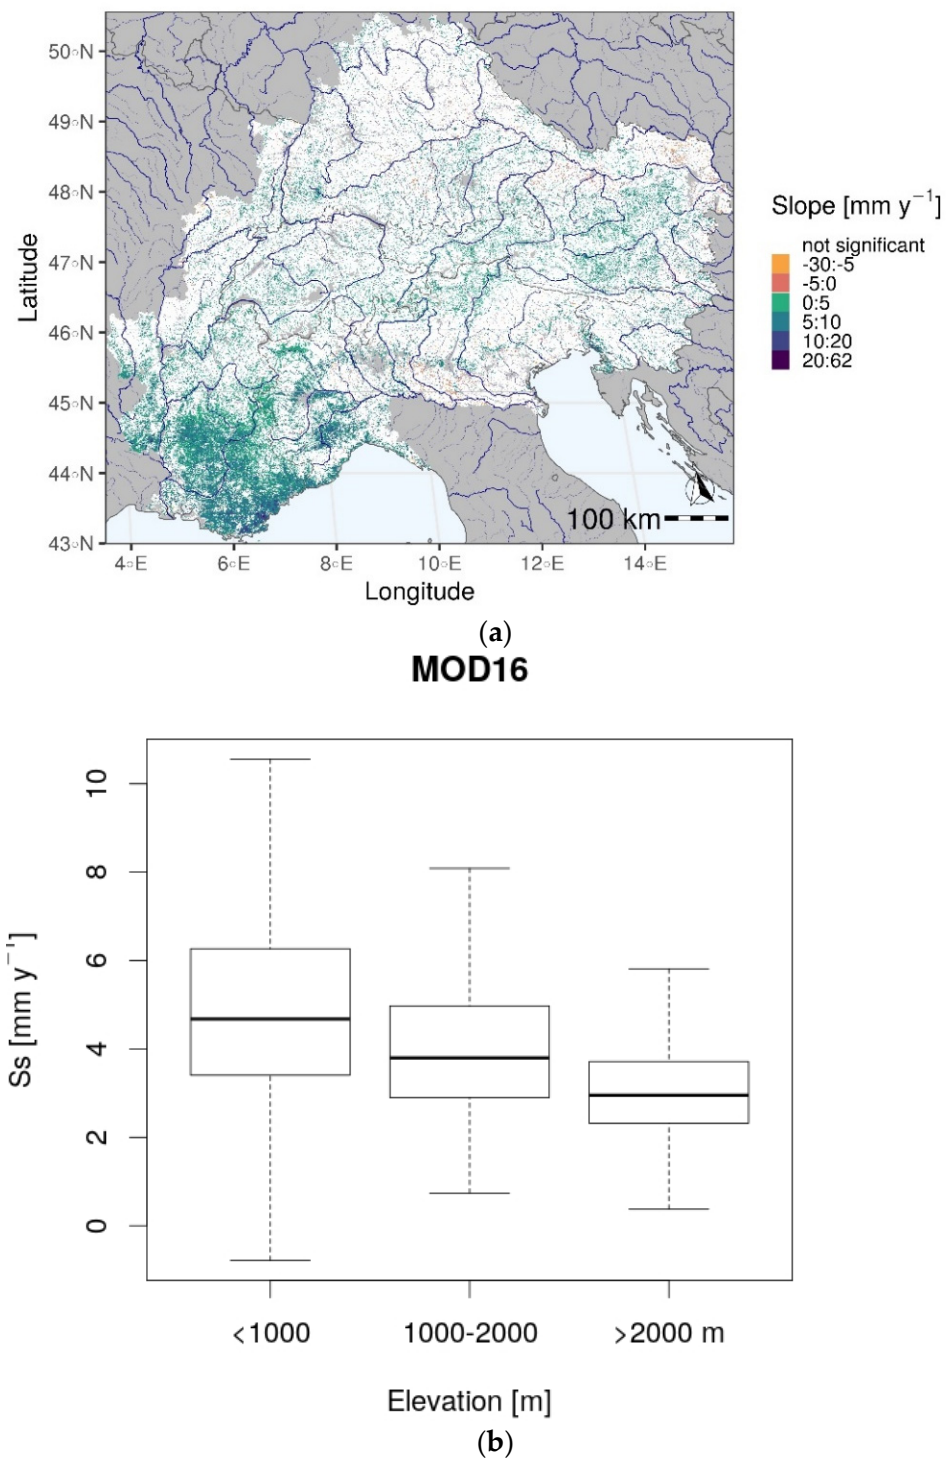 50°N
49°N
48°N
47°N
46°N
45°N
44°N
43°N
Latitude
4°E 6°E 8°E 10°E 12°E 14°E
Longitude
100 km
Slope [mm y⁻¹]
not significant
-30:-5
-5:0
0:5
5:10
10:20
20:62
(a)
MOD16
10
8
6
4
2
0
Ss [mm y⁻¹]
<1000 1000-2000 >2000 m
Elevation [m]
(b)